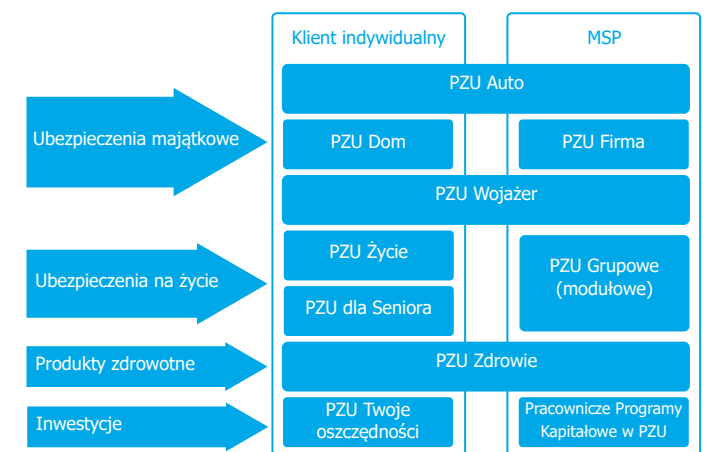 Klient indywidualny
MSP
PZU Auto
Ubezpieczenia majątkowe
PZU Dom
PZU Firma
PZU Wojażer
PZU Życie
Ubezpieczenia na życie
PZU Grupowe
(modułowe)
PZU dla Seniora
Produkty zdrowotne
PZU Zdrowie
Inwestycje
PZU Twoje
oszczędności
Pracownicze Programy
Kapitałowe w PZU